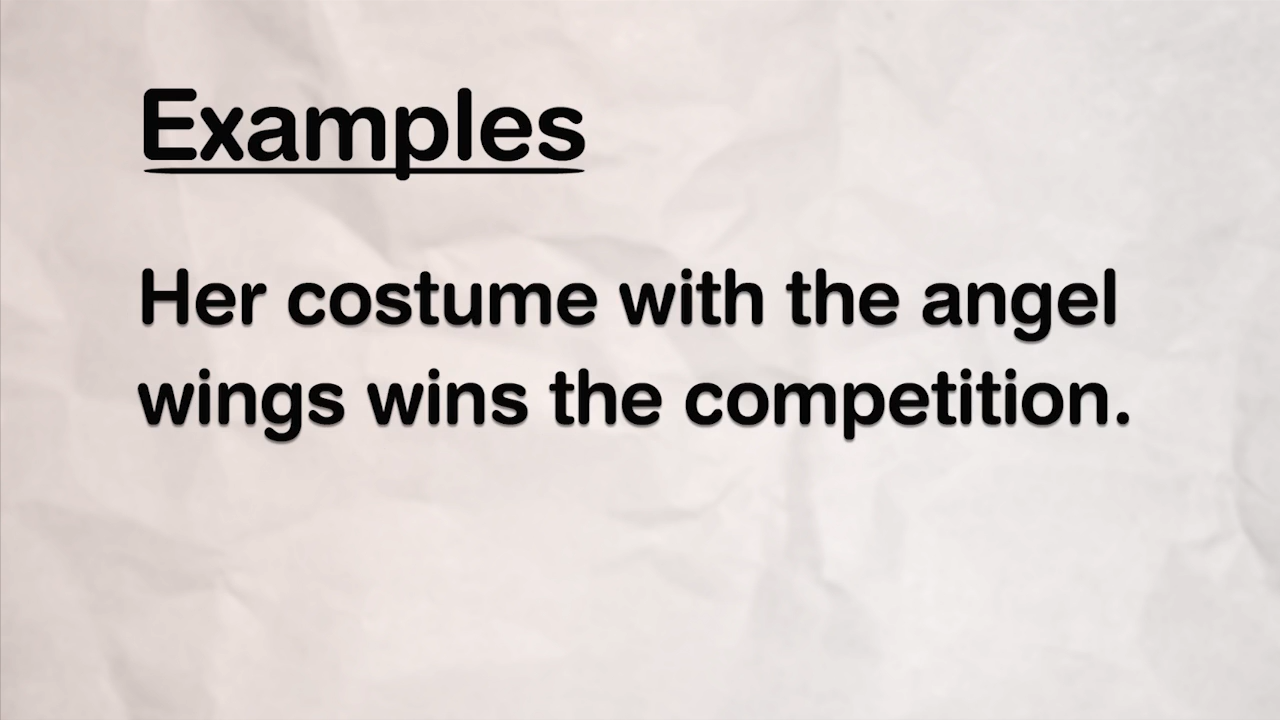 Examples
Her costume with the angel
wings wins the competition.